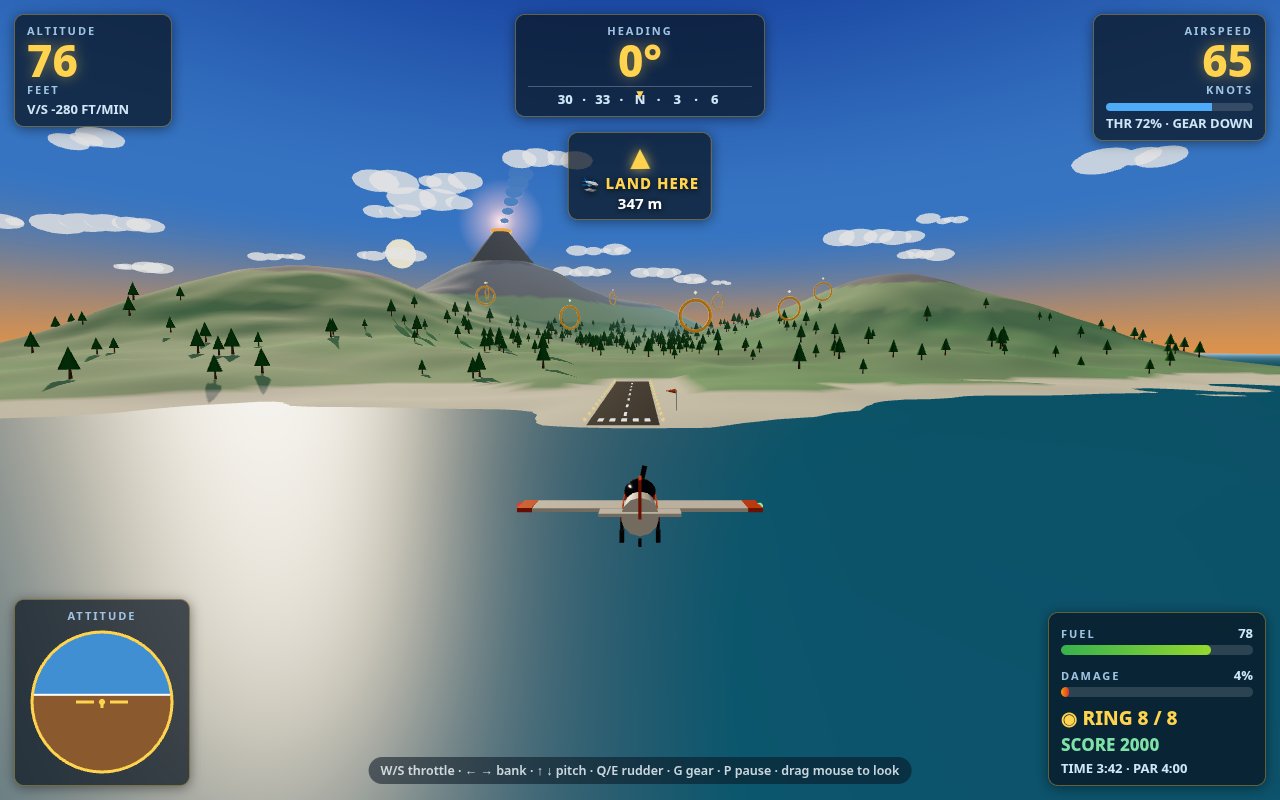 ALTITUDE
76
FEET
V/S -280 FT/MIN
HEADING
0°
30 · 33 · N · 3 · 6
LAND HERE
347 m
AIRSPEED
65
KNOTS
THR 72% · GEAR DOWN
ATTITUDE
W/S throttle · ← → bank · ↑ ↓ pitch · Q/E rudder · G gear · P pause · drag mouse to look
FUEL 78
DAMAGE 4%
◉ RING 8 / 8
SCORE 2000
TIME 3:42 · PAR 4:00